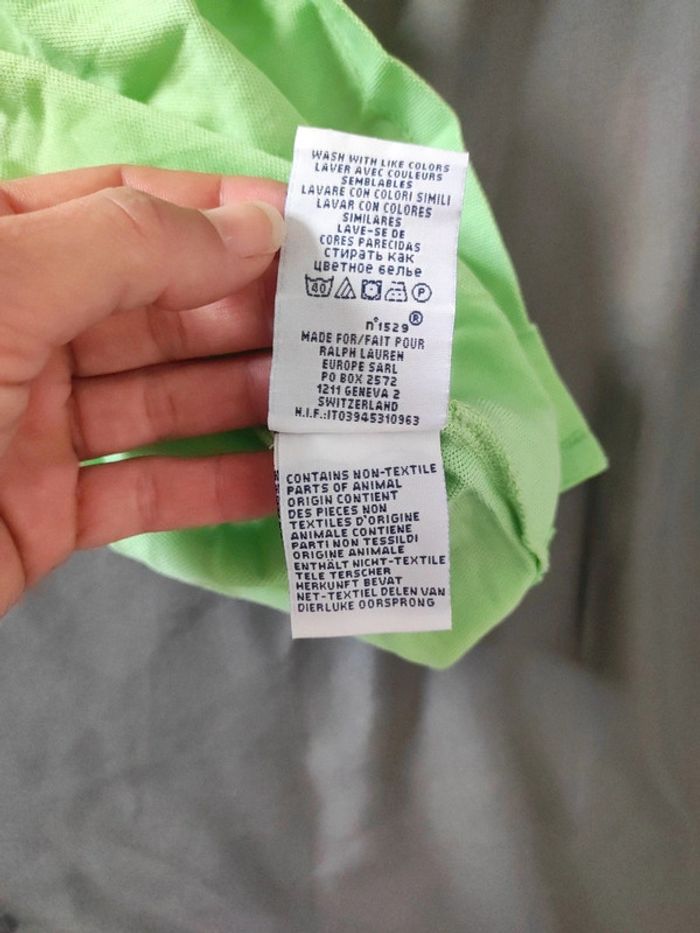 WASH WITH LIKE COLORS
LAVER AVEC COULEURS
SEMBLABLES
LAVARE CON COLORI SIMILI
LAVAR CON COLORES
SIMILARES
LAVE-SE DE
CORES PARECIDAS
стирать как
цветное белье
40 P
n°1529®
MADE FOR/FAIT POUR
RALPH LAUREN
EUROPE SARL
PO BOX 2572
1211 GENEVA 2
SWITZERLAND
N.I.F.:IT03945310963
CONTAINS NON-TEXTILE
PARTS OF ANIMAL
ORIGIN CONTIENT
DES PIECES NON
TEXTILES D'ORIGINE
ANIMALE CONTIENE
PARTI NON TESSILDI
ORIGINE ANIMALE
ENTHÄLT NICHT-TEXTILE
TELE TERSCHER
HERKUNFT BEVAT
NET-TEXTIEL DELEN VAN
DIERLUKE OORSPRONG